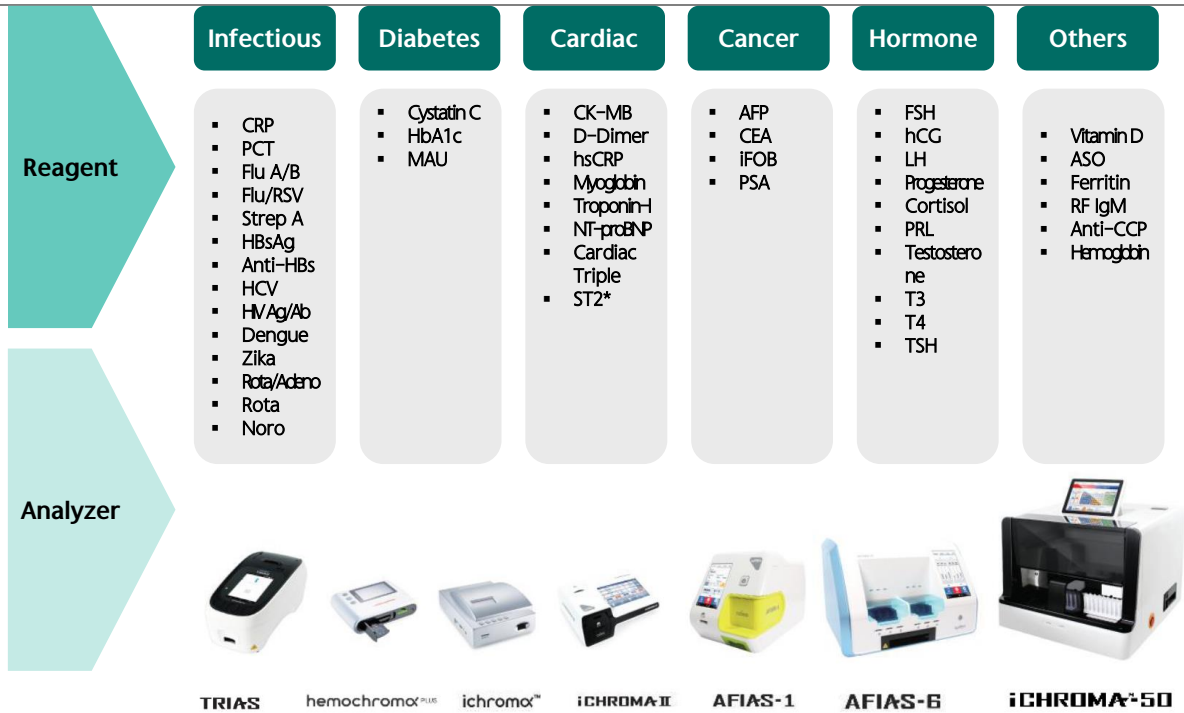 Infectious
Diabetes
Cardiac
Cancer
Hormone
Others
Reagent
▪ CRP
▪ PCT
▪ Flu A/B
▪ Flu/RSV
▪ Strep A
▪ HBsAg
▪ Anti-HBs
▪ HCV
▪ HIV Ag/Ab
▪ Dengue
▪ Zika
▪ Rota/Adeno
▪ Rota
▪ Noro
▪ Cystatin C
▪ HbA1c
▪ MAU
▪ CK-MB
▪ D-Dimer
▪ hsCRP
▪ Myoglobin
▪ Troponin-I
▪ NT-proBNP
▪ Cardiac
Triple
▪ ST2*
▪ AFP
▪ CEA
▪ iFOB
▪ PSA
▪ FSH
▪ hCG
▪ LH
▪ Progesterone
▪ Cortisol
▪ PRL
▪ Testostero
ne
▪ T3
▪ T4
▪ TSH
▪ Vitamin D
▪ ASO
▪ Ferritin
▪ RF IgM
▪ Anti-CCP
▪ Hemoglobin
Analyzer
TRIAS
hemochromα PLUS
ichromα™
iCHROMA II
AFIAS-1
AFIAS-6
iCHROMA™-50